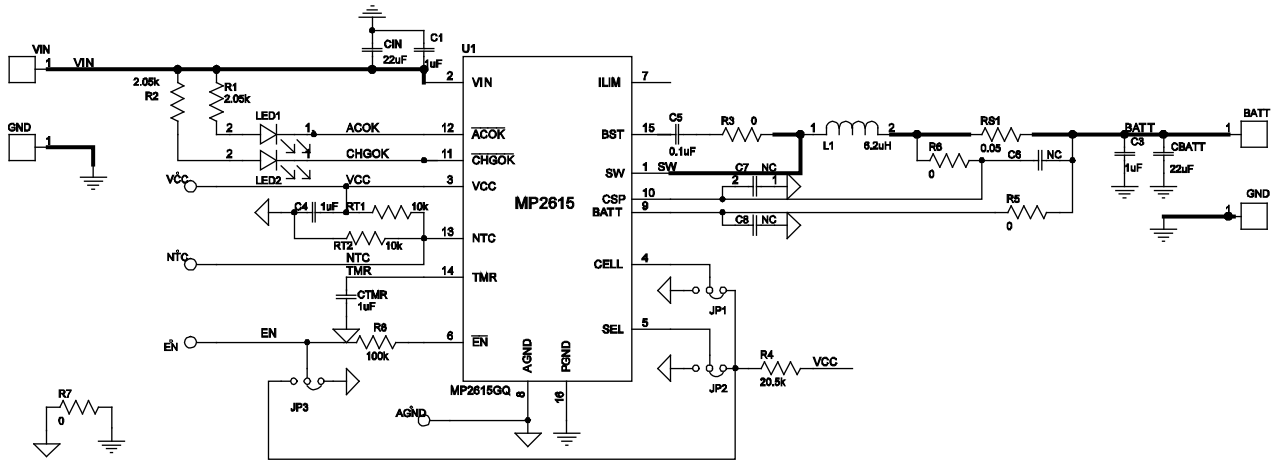 VIN
1
VIN
CIN
22uF
C1
1uF
U1
2.05k
R2
R1
2.05k
2
VIN
ILIM
7
GND
1
2
LED1
1
ACOK
12
ACOK
BST
15
C5
0.1uF
R3
0
1
L1
2
6.2uH
RS1
0.05
BATT
1
BATT
2
LED2
1
CHGOK
11
CHGOK
SW
1
SW
R6
0
C6
NC
C3
1uF
CBATT
22uF
VCC
VCC
3
VCC
MP2615
CSP
10
C7
NC
2
1
C4
1uF
RT1
10k
BATT
9
C8
NC
R5
0
1
GND
RT2
10k
13
NTC
NTC
NTC
TMR
14
TMR
CELL
4
CTMR
1uF
JP1
EN
EN
R8
100k
6
EN
SEL
5
AGND
PGND
JP2
R4
20.5k
VCC
JP3
MP2615GQ
8
16
R7
0
AGND